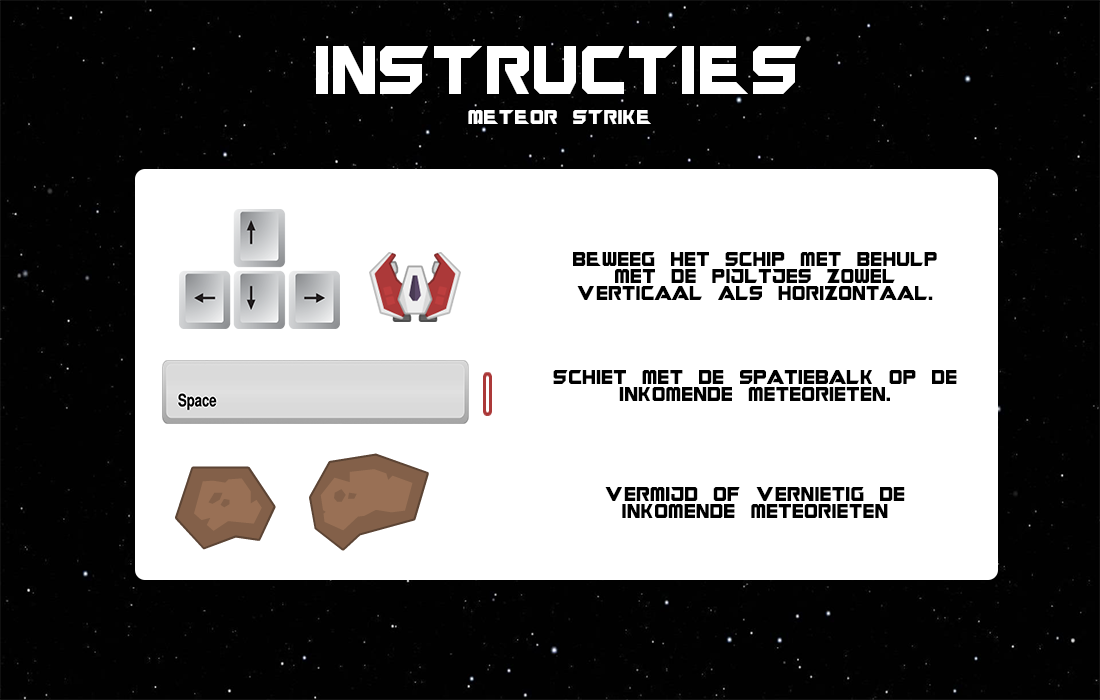 INSTRUCTIES
METEOR STRIKE
BEWEEG HET SCHIP MET BEHULP
MET DE PIJLTJES ZOWEL
VERTICAAL ALS HORIZONTAAL.
SCHIET MET DE SPATIEBALK OP DE
INKOMENDE METEORIETEN.
Space
VERMIJD OF VERNIETIG DE
INKOMENDE METEORIETEN